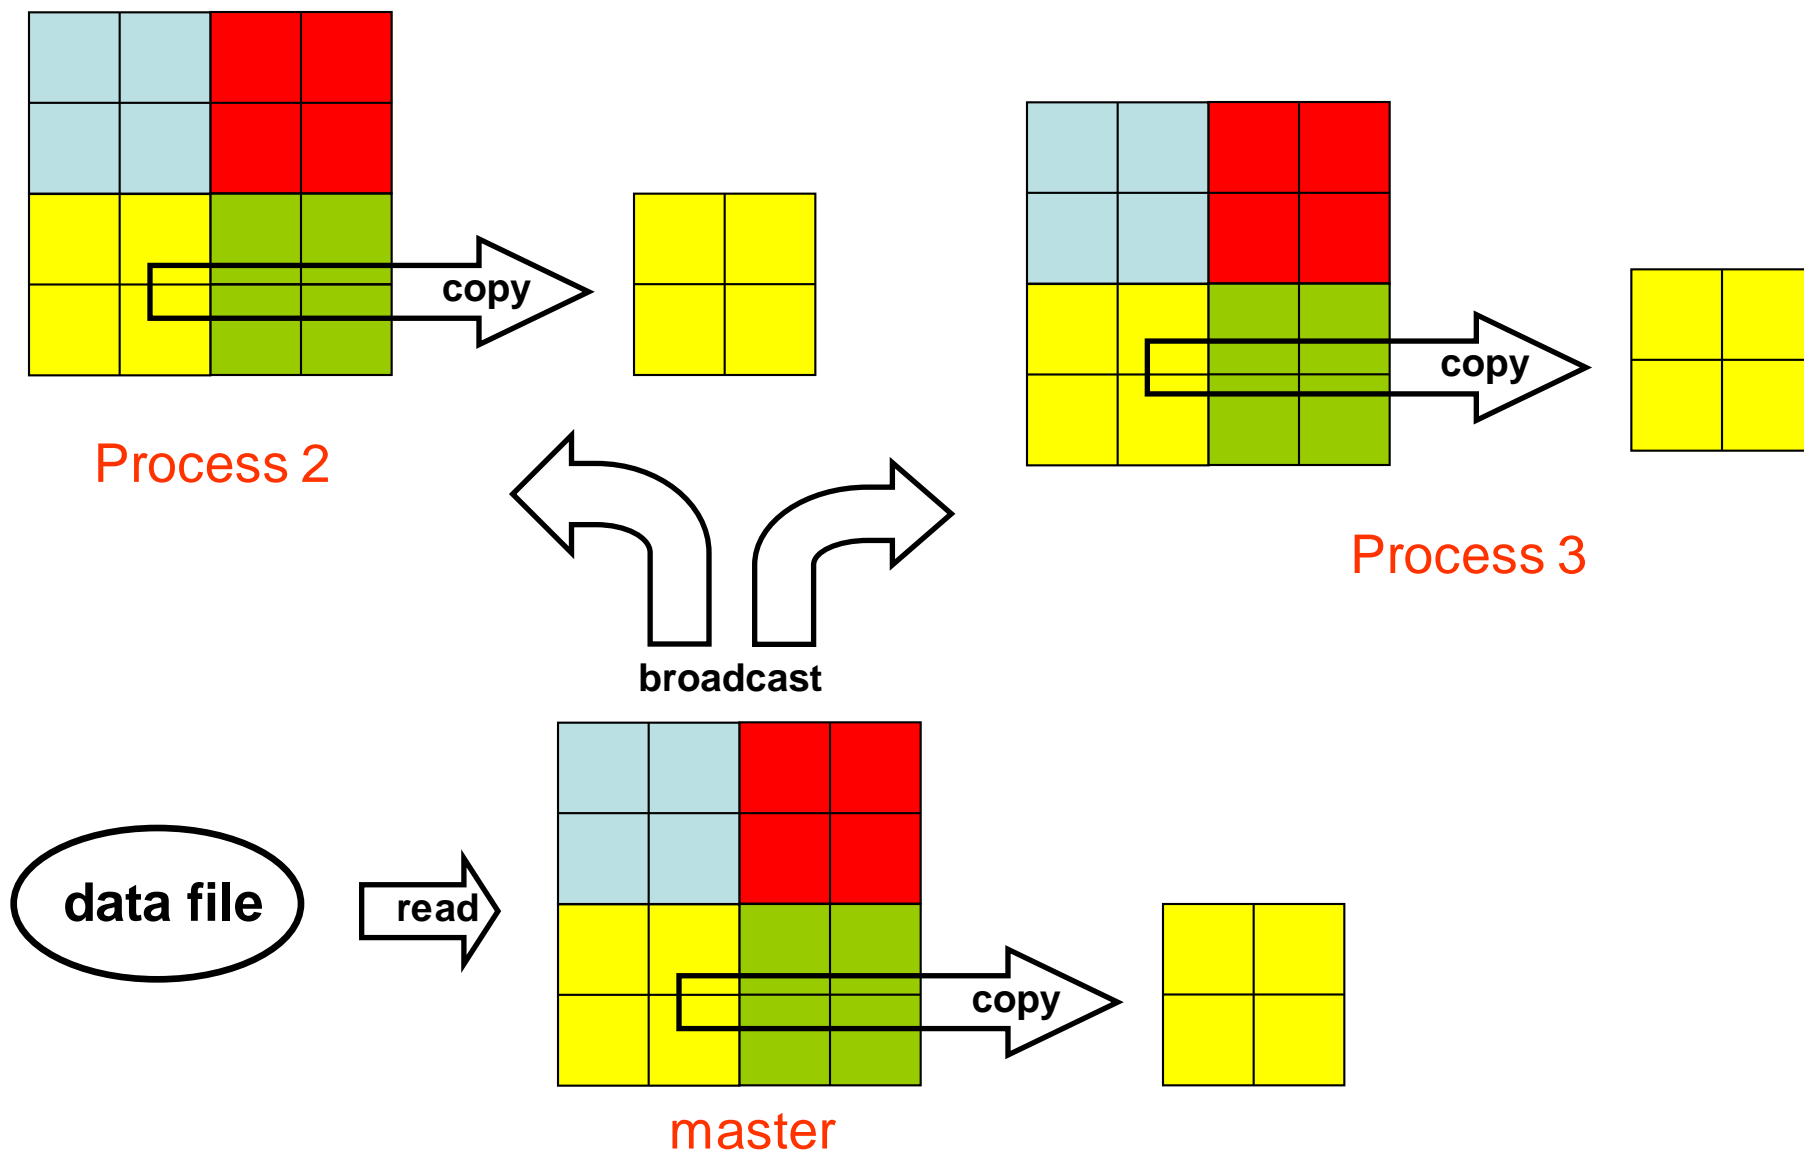 copy
copy
Process 2
Process 3
broadcast
data file
read
copy
master